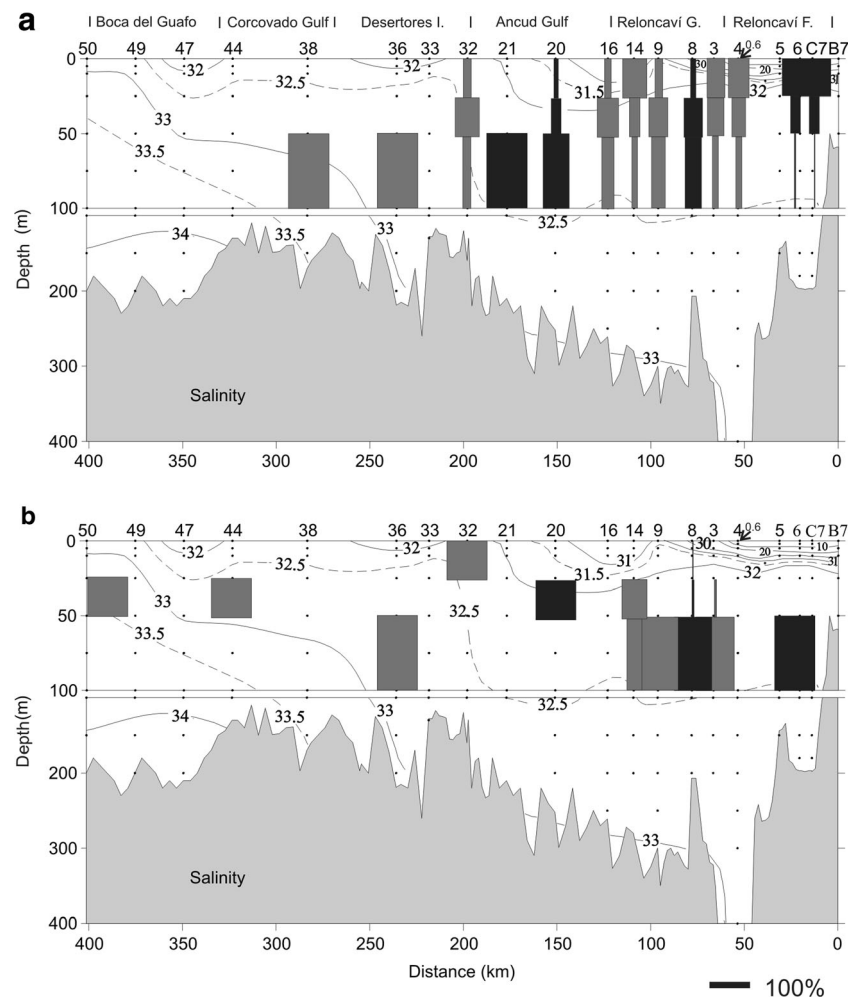 a
I Boca del Guafo I Corcovado Gulf I Desertores I. I Ancud Gulf I Reloncaví G. I Reloncaví F. I
50 49 47 44 38 36 33 32 21 20 16 14 9 8 3 4 0.6 5 6 C7 B7
0
32 32.5 32 31.5 30 20 32 31
33
50
33.5
100
32.5
34 33.5 33
200
33
300
Salinity
400
Depth (m)
400 350 300 250 200 150 100 50 0
b
50 49 47 44 38 36 33 32 21 20 16 14 9 8 3 4 0.6 5 6 C7 B7
0
32 32.5 32 31.5 31 30 20 10 31 32
33
32.5
50
33.5
100
32.5
34 33.5 33
200
33
300
Salinity
400
Depth(m)
400 350 300 250 200 150 100 50 0
Distance (km)
100%